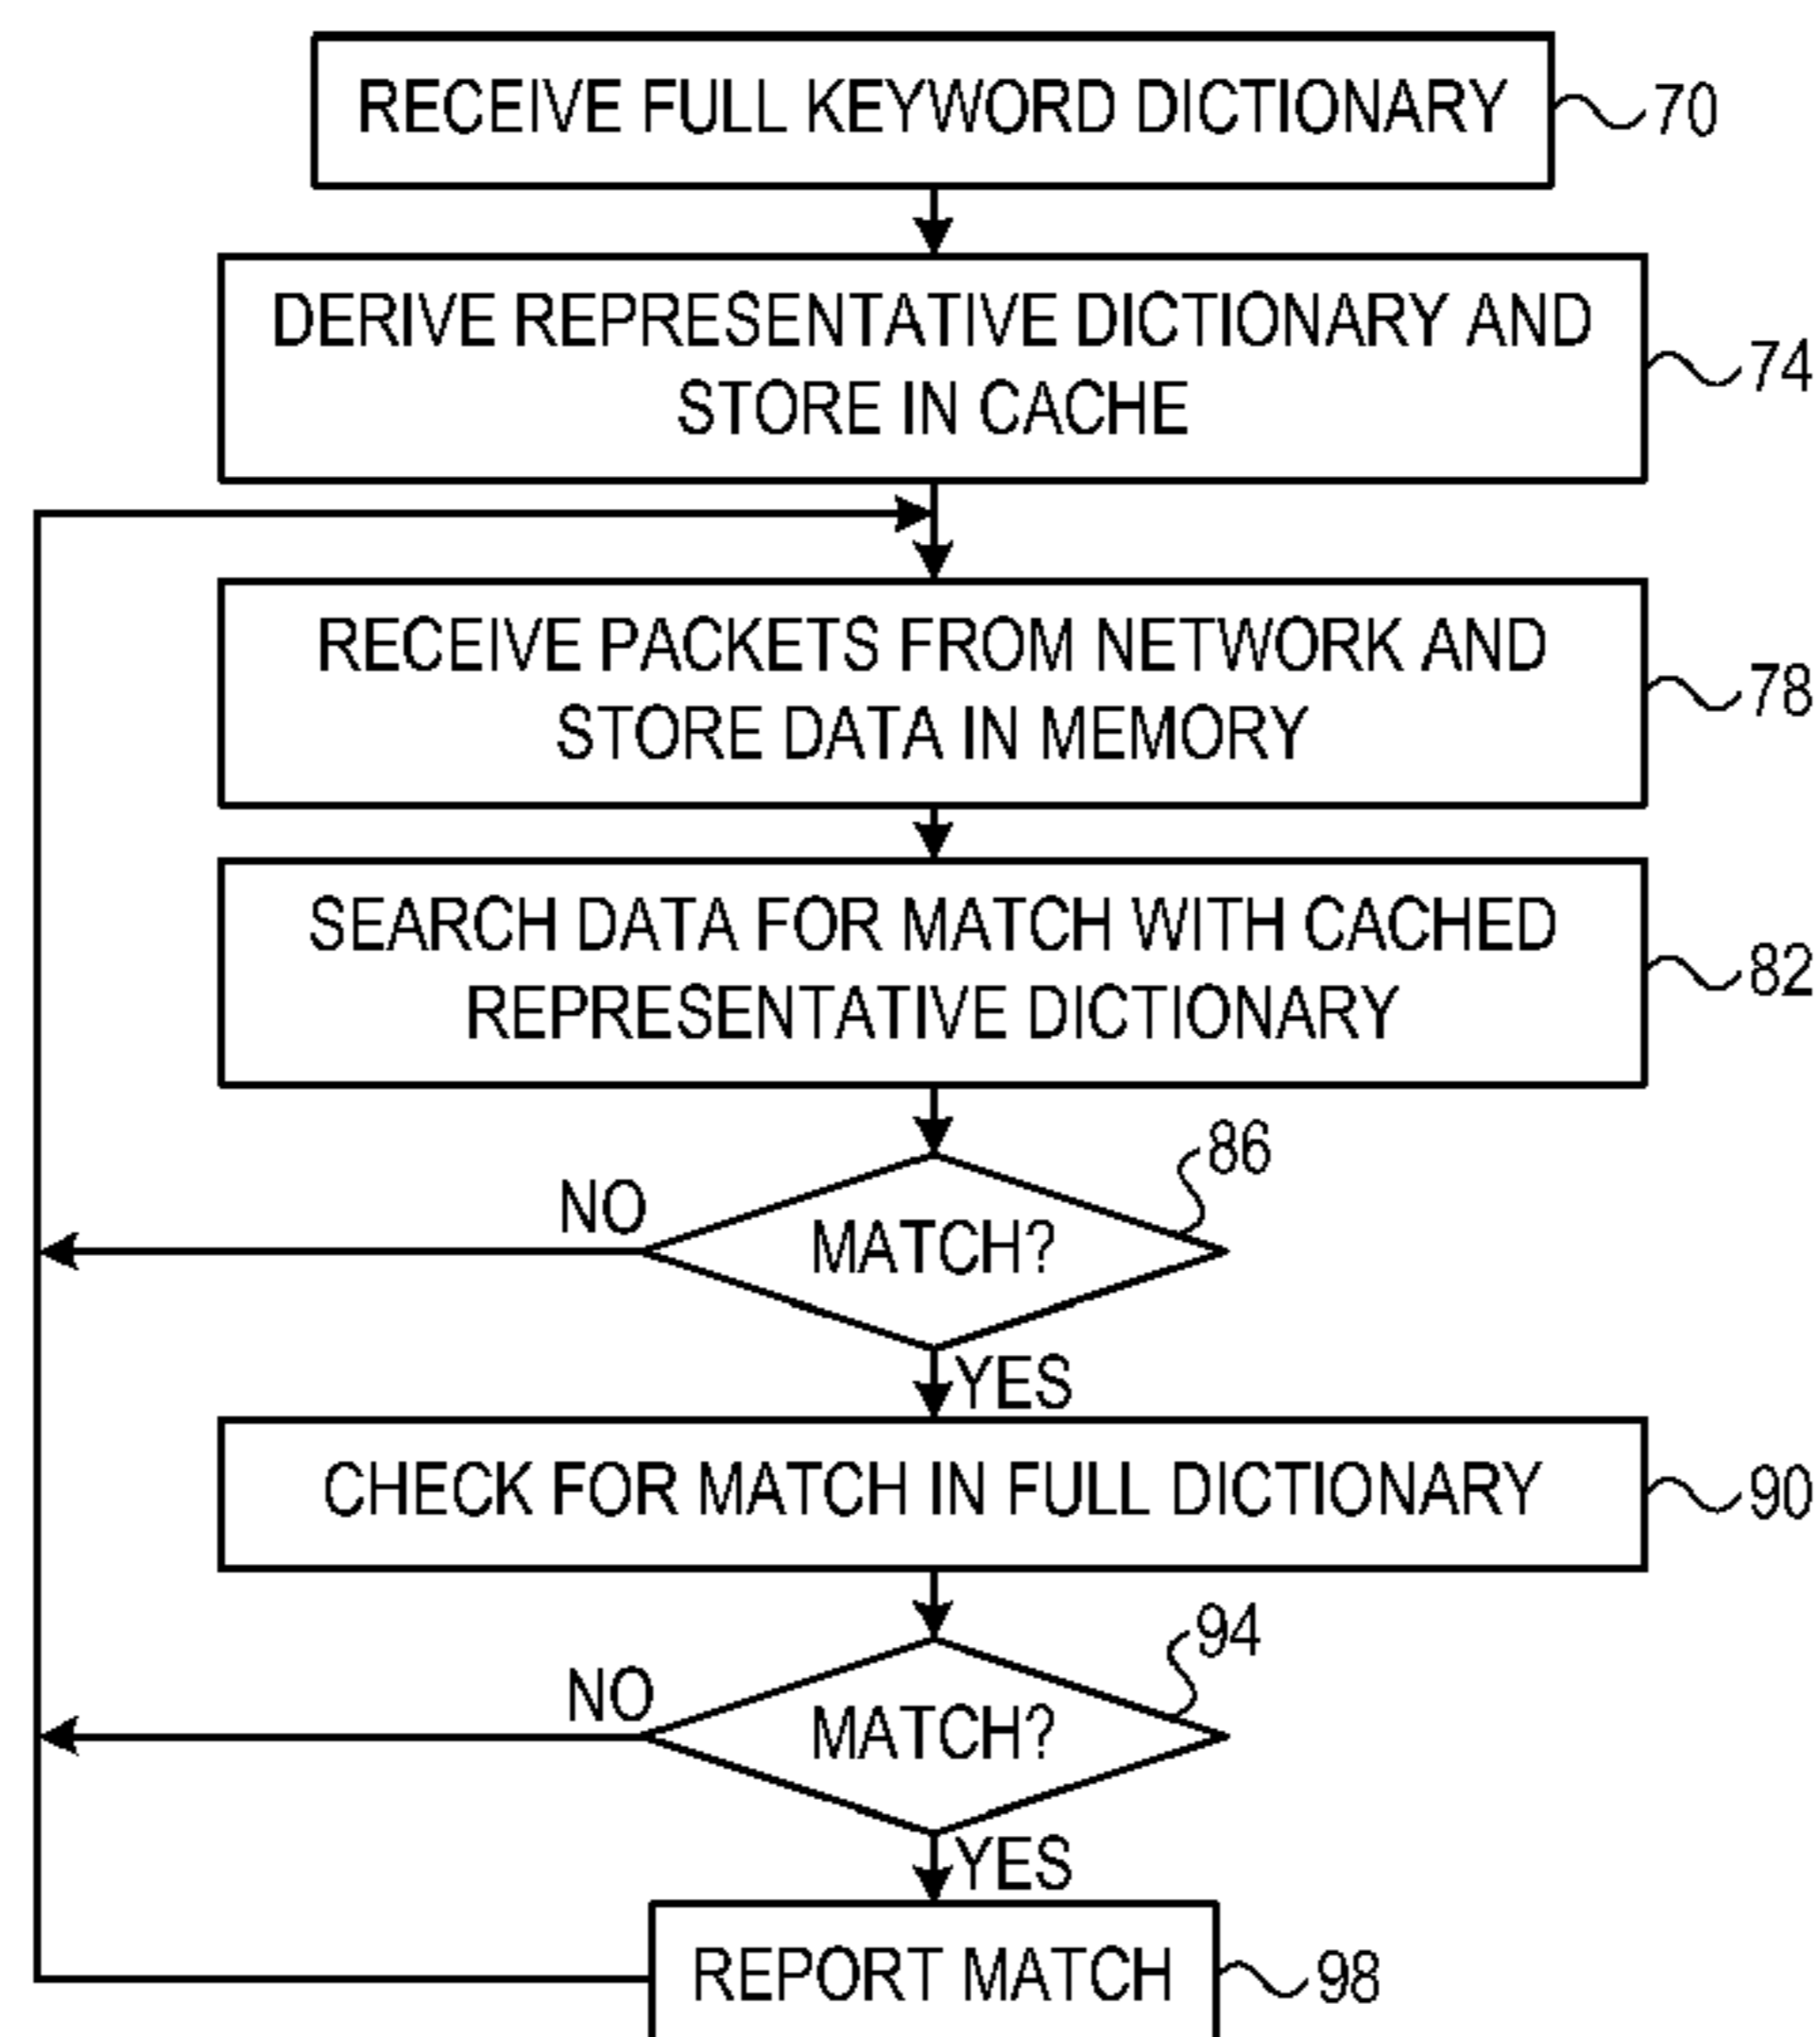 RECEIVE FULL KEYWORD DICTIONARY
70
DERIVE REPRESENTATIVE DICTIONARY AND
STORE IN CACHE
74
RECEIVE PACKETS FROM NETWORK AND
STORE DATA IN MEMORY
78
SEARCH DATA FOR MATCH WITH CACHED
REPRESENTATIVE DICTIONARY
82
86
NO
MATCH?
YES
CHECK FOR MATCH IN FULL DICTIONARY
90
94
NO
MATCH?
YES
REPORT MATCH
98